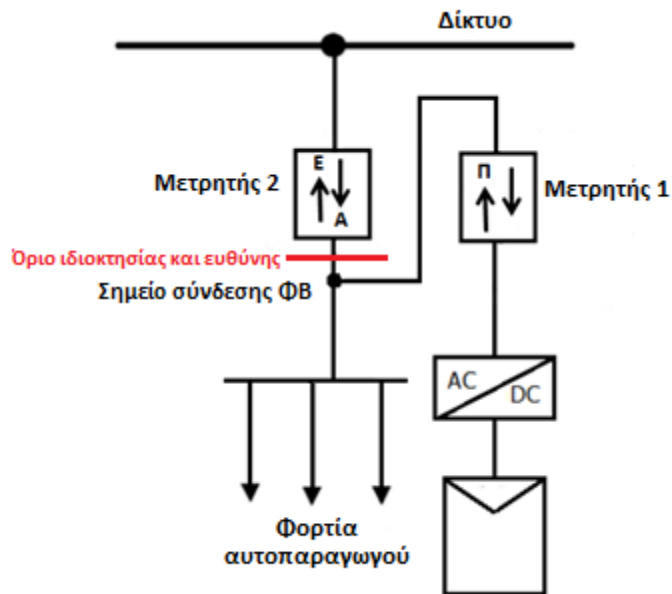 Δίκτυο
Ε
Α
Μετρητής 2
Π
Μετρητής 1
Όριο ιδιοκτησίας και ευθύνης
Σημείο σύνδεσης ΦΒ
AC
DC
Φορτία
αυτοπαραγωγού